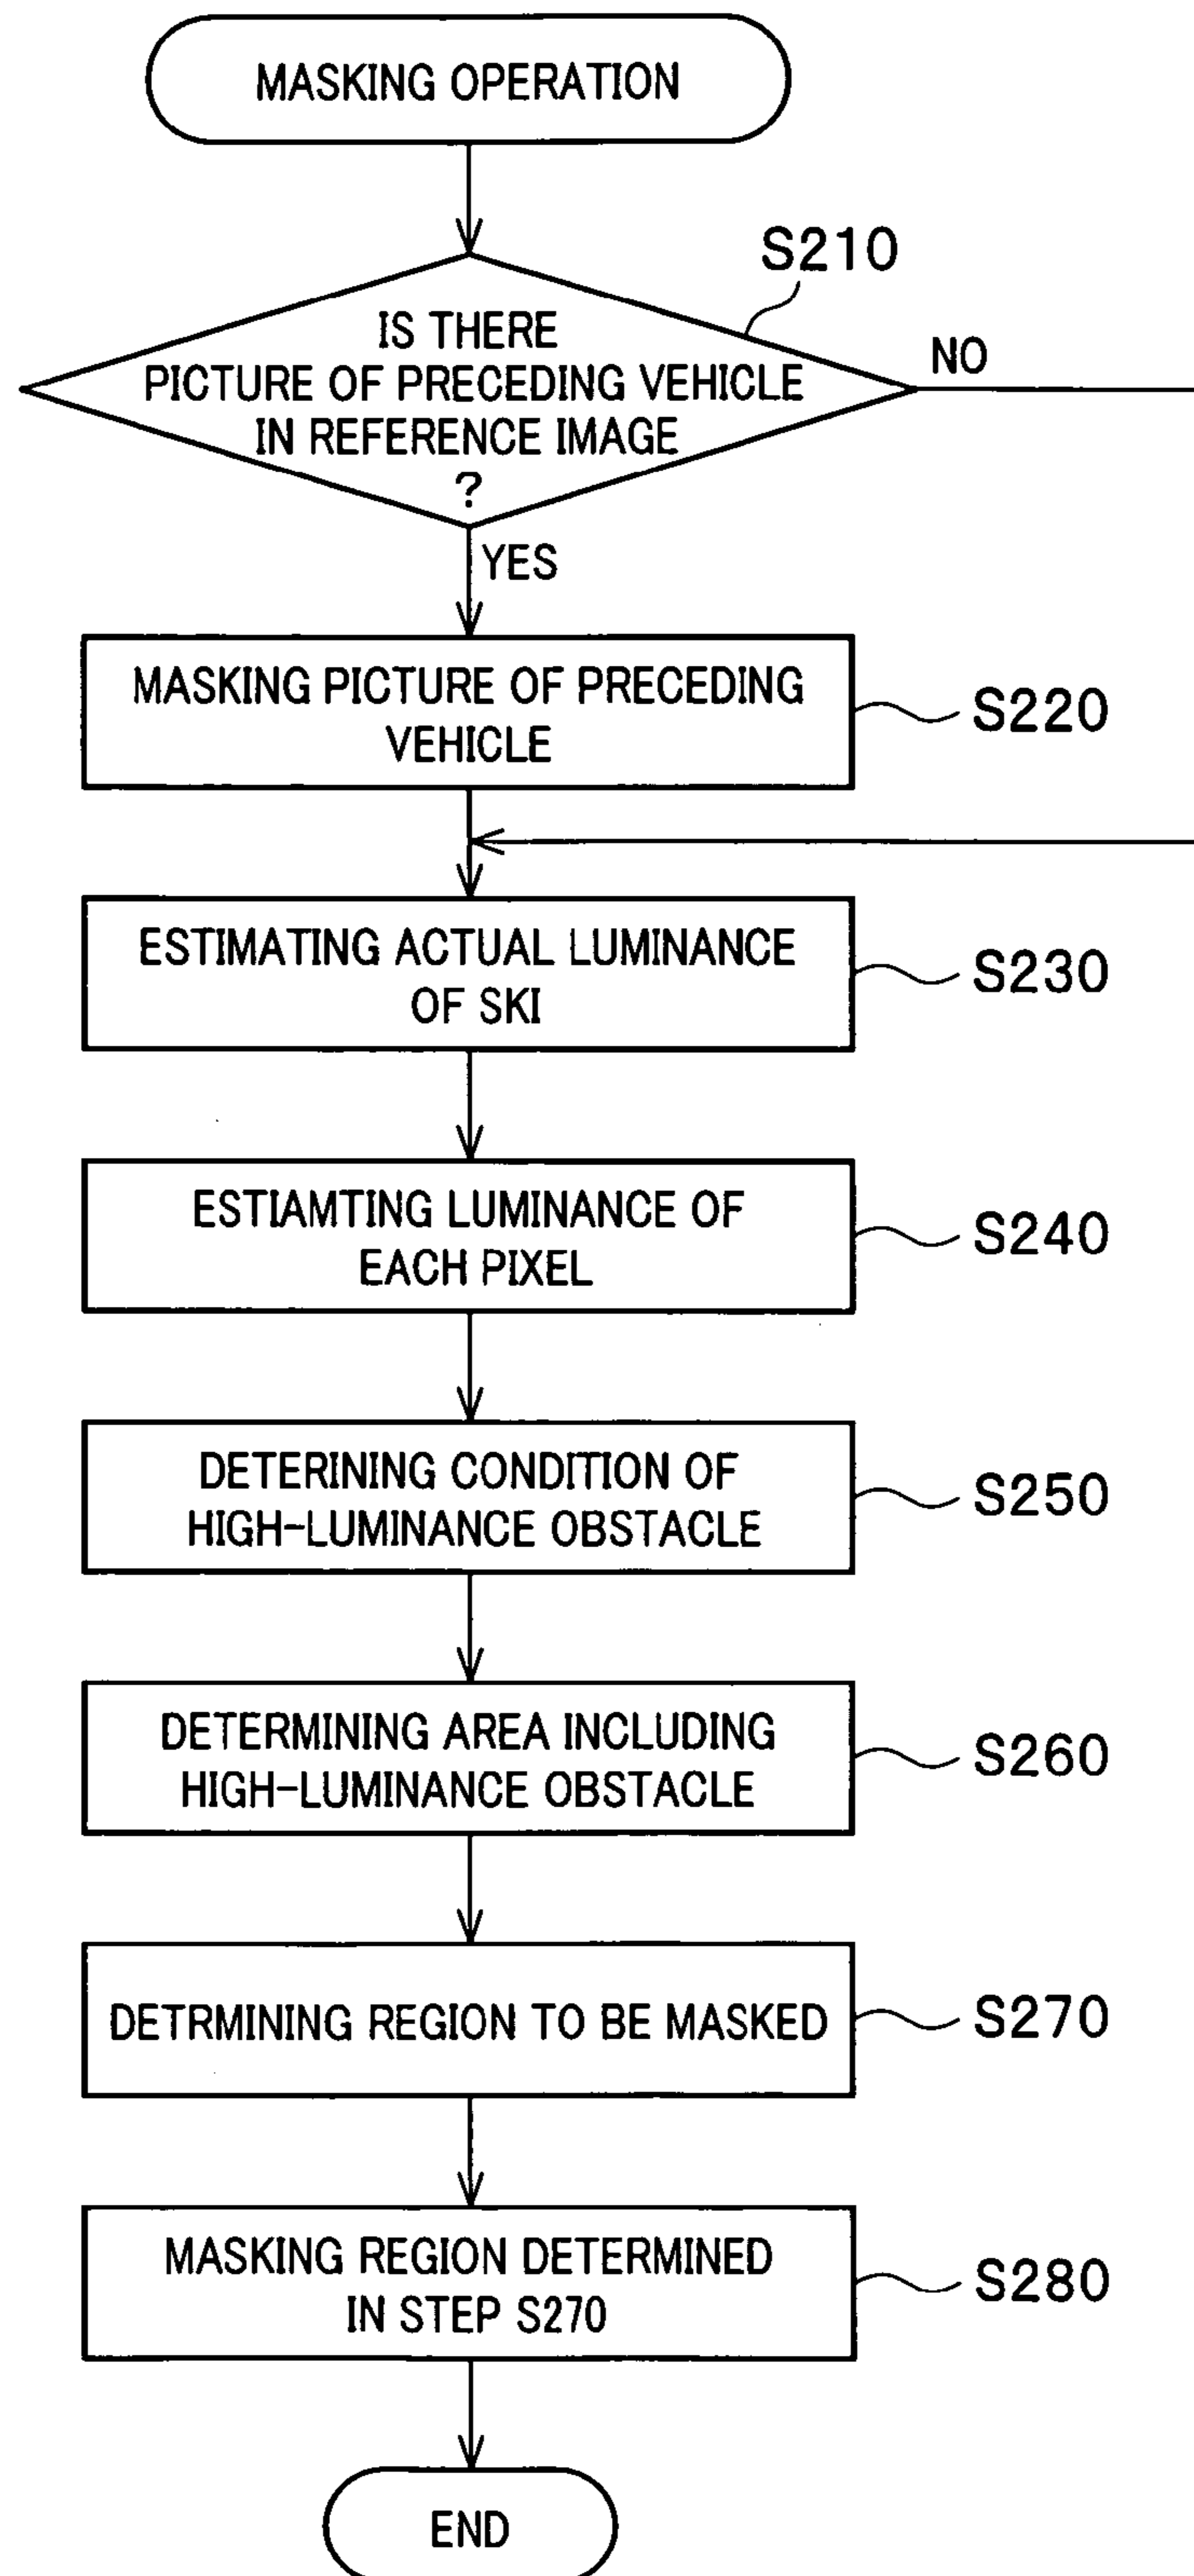 MASKING OPERATION
S210
IS THERE
PICTURE OF PRECEDING VEHICLE
IN REFERENCE IMAGE
?
NO
YES
MASKING PICTURE OF PRECEDING
VEHICLE
S220
ESTIMATING ACTUAL LUMINANCE
OF SKI
S230
ESTIAMTING LUMINANCE OF
EACH PIXEL
S240
DETERINING CONDITION OF
HIGH-LUMINANCE OBSTACLE
S250
DETERMINING AREA INCLUDING
HIGH-LUMINANCE OBSTACLE
S260
DETRMINING REGION TO BE MASKED
S270
MASKING REGION DETERMINED
IN STEP S270
S280
END